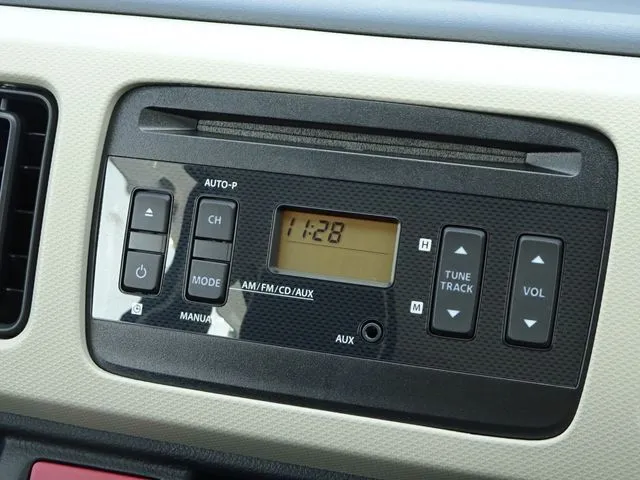 AUTO-P
CH
MODE
AM/FM/CD/AUX
MANUAL
C
11:28
AUX
H
M
TUNE
TRACK
VOL